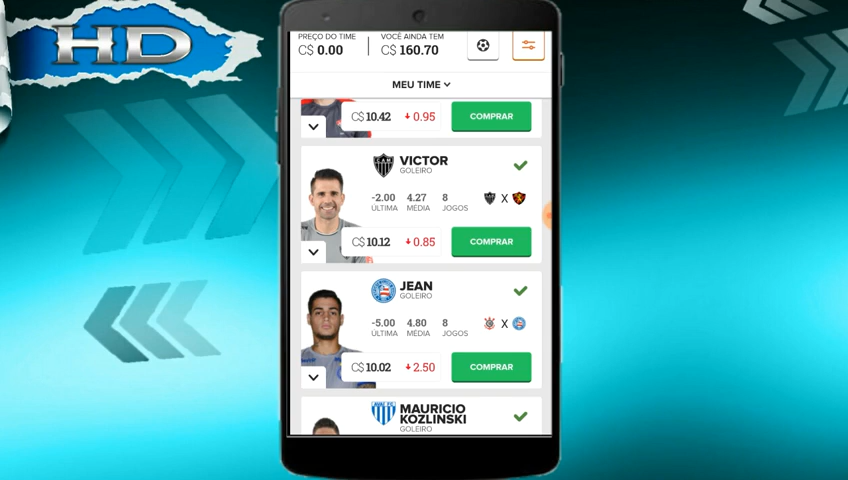 HD
PREÇO DO TIME
C$ 0.00
VOCÊ AINDA TEM
C$ 160.70
MEU TIME
C$ 10.42 0.95 COMPRAR
VICTOR
GOLEIRO
-2.00 4.27 8 X
ÚLTIMA MÉDIA JOGOS
C$ 10.12 0.85 COMPRAR
JEAN
GOLEIRO
-5.00 4.80 8 X
ÚLTIMA MÉDIA JOGOS
C$ 10.02 2.50 COMPRAR
MAURICIO
KOZLINSKI
GOLEIRO